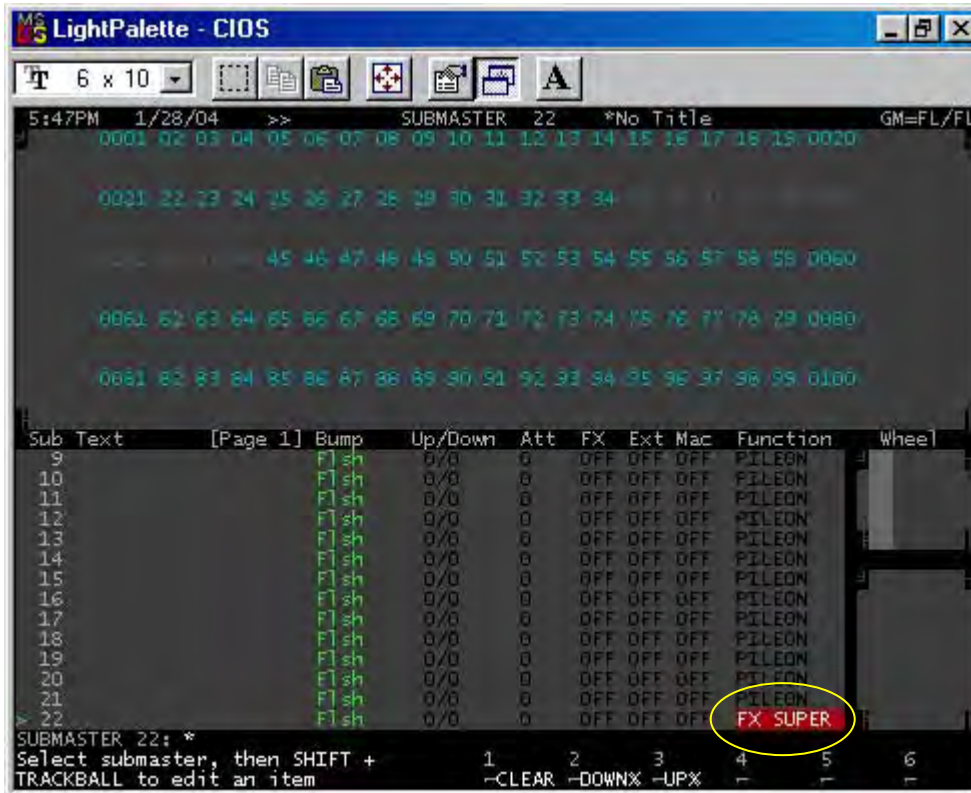 LightPalette - CIOS
6 x 10
A
5:47PM 1/28/04 >> SUBMASTER 22 *No Title GM=FL/FL
0001 02 03 04 05 06 07 08 09 10 11 12 13 14 15 16 17 18 19 0020
0021 22 23 24 25 26 27 28 29 30 31 32 33 34
45 46 47 48 49 50 51 52 53 54 55 56 57 58 59 0060
0061 62 63 64 65 66 67 68 69 70 71 72 73 74 75 76 77 78 79 0080
0081 82 83 84 85 86 87 88 89 90 91 92 93 94 95 96 97 98 99 0100
Sub Text [Page 1] Bump Up/Down Att FX Ext Mac Function Wheel
9 Flsh 0/0 0 OFF OFF OFF PILEON
10 Flsh 0/0 0 OFF OFF OFF PILEON
11 Flsh 0/0 0 OFF OFF OFF PILEON
12 Flsh 0/0 0 OFF OFF OFF PILEON
13 Flsh 0/0 0 OFF OFF OFF PILEON
14 Flsh 0/0 0 OFF OFF OFF PILEON
15 Flsh 0/0 0 OFF OFF OFF PILEON
16 Flsh 0/0 0 OFF OFF OFF PILEON
17 Flsh 0/0 0 OFF OFF OFF PILEON
18 Flsh 0/0 0 OFF OFF OFF PILEON
19 Flsh 0/0 0 OFF OFF OFF PILEON
20 Flsh 0/0 0 OFF OFF OFF PILEON
21 Flsh 0/0 0 OFF OFF OFF PILEON
> 22 Flsh 0/0 0 OFF OFF OFF FX SUPER
SUBMASTER 22: *
Select submaster, then SHIFT + 1 2 3 4 5 6
TRACKBALL to edit an item CLEAR DOWN% UP%